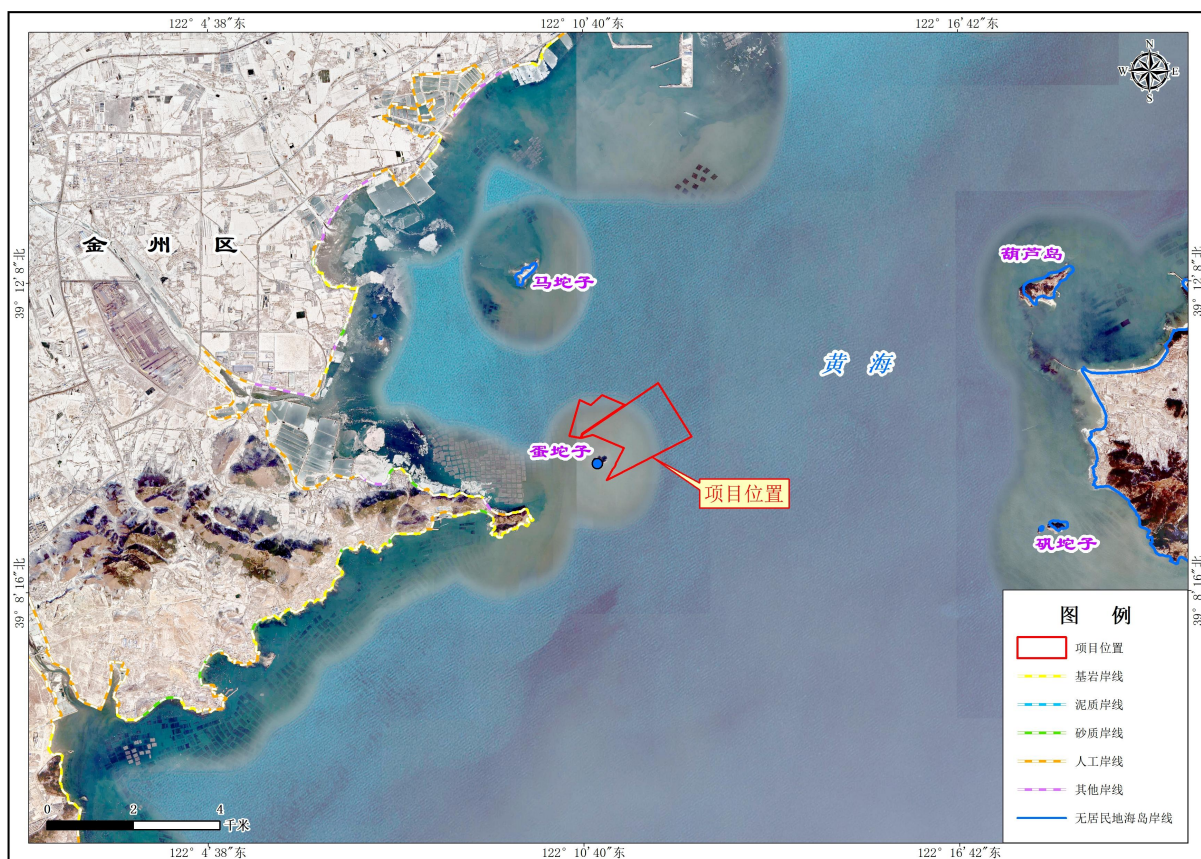 122° 4′38″东
122° 10′40″东
122° 16′42″东
N
W
E
S
金 州 区
39° 12′8″北
39° 12′8″北
葫芦岛
马坨子
黄 海
蛋坨子
项目位置
矾坨子
39° 8′16″北
39° 8′16″北
图 例
项目位置
基岩岸线
泥质岸线
砂质岸线
人工岸线
其他岸线
无居民地海岛岸线
0
2
4
千米
122° 4′38″东
122° 10′40″东
122° 16′42″东